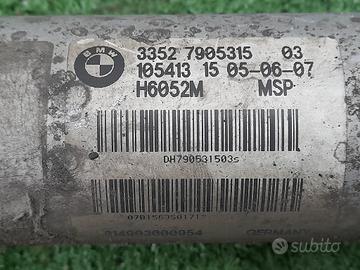 BMW
3352 7905315 03
105413 15 05-06-07
H6052M MSP
DH790531503s
GERMANY
subito